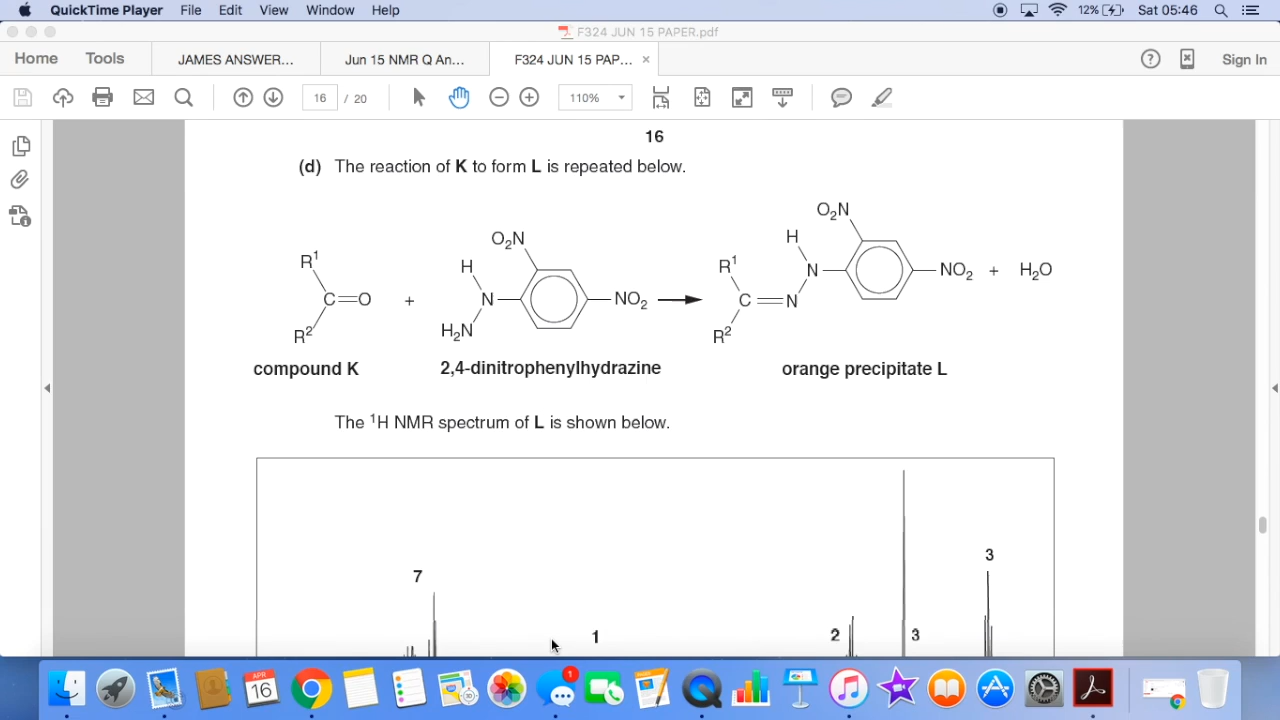 QuickTime Player File Edit View Window Help 12% Sat 05:46
F324 JUN 15 PAPER.pdf
Home Tools JAMES ANSWER... Jun 15 NMR Q An... F324 JUN 15 PAP... × Sign In
16 / 20 110%
16
(d) The reaction of K to form L is repeated below.
R¹
C=O
R²
+
O₂N
H
N
NO₂
H₂N
O₂N
H
N
NO₂ + H₂O
R¹
C=N
R²
compound K 2,4-dinitrophenylhydrazine orange precipitate L
The ¹H NMR spectrum of L is shown below.
3
7
1 2 3
APR
16
1